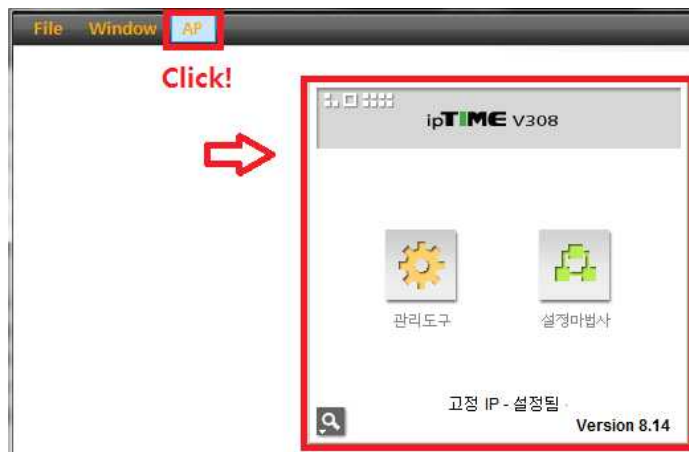 File Window AP
Click!
ipTIME V308
관리도구 설정마법사
고정 IP - 설정됨
Version 8.14